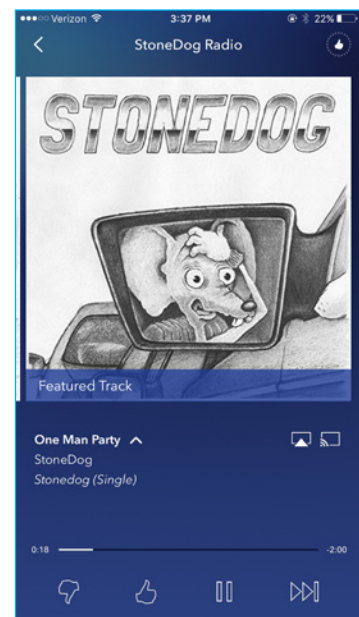 Verizon 3:37 PM 22%
StoneDog Radio
STONEDOG
Featured Track
One Man Party
StoneDog
Stonedog (Single)
0:18 -2:00